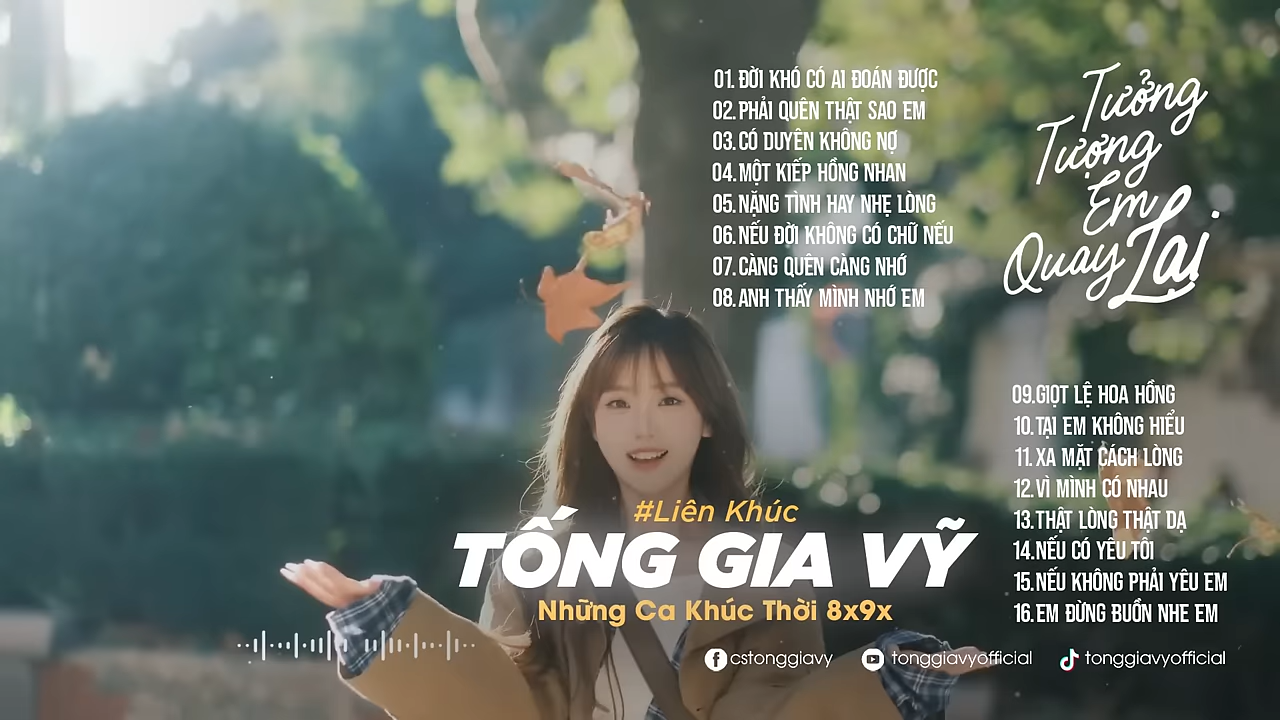 01. ĐỜI KHÓ CÓ AI ĐOÁN ĐƯỢC
02. PHẢI QUÊN THẬT SAO EM
03. CÓ DUYÊN KHÔNG NỢ
04. MỘT KIẾP HỒNG NHAN
05. NẶNG TÌNH HAY NHẸ LÒNG
06. NẾU ĐỜI KHÔNG CÓ CHỮ NẾU
07. CÀNG QUÊN CÀNG NHỚ
08. ANH THẤY MÌNH NHỚ EM
Tưởng
Tượng
Em
Quay Lại
09. GIỌT LỆ HOA HỒNG
10. TẠI EM KHÔNG HIỂU
11. XA MẶT CÁCH LÒNG
12. VÌ MÌNH CÓ NHAU
13. THẬT LÒNG THẬT DẠ
14. NẾU CÓ YÊU TÔI
15. NẾU KHÔNG PHẢI YÊU EM
16. EM ĐỪNG BUỒN NHE EM
#Liên Khúc
TỐNG GIA VỸ
Những Ca Khúc Thời 8x9x
cstonggiavy tonggiavyofficial tonggiavyofficial